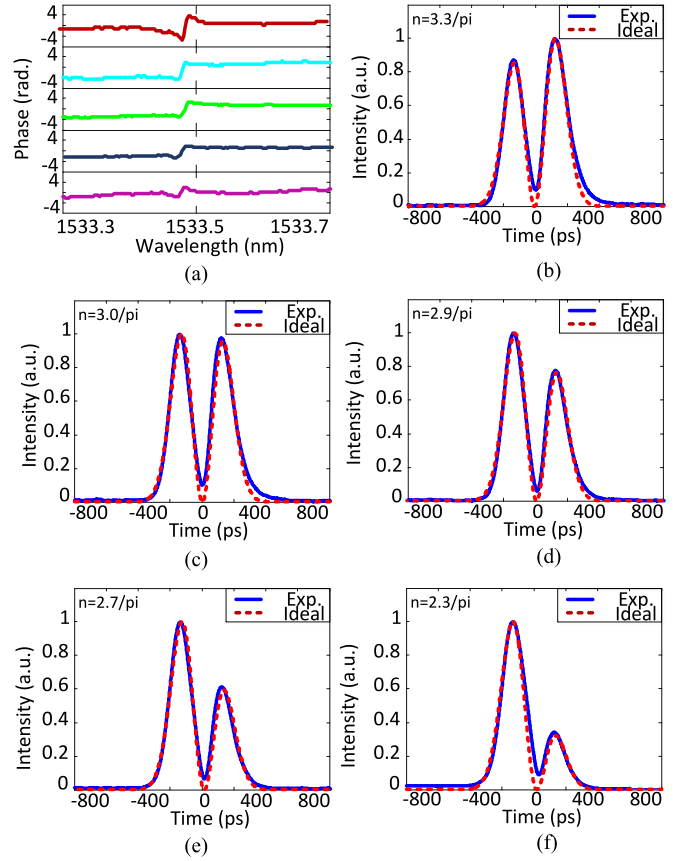 4
-4
4
-4
4
-4
4
-4
4
-4
Phase (rad.)
1533.3 1533.5 1533.7
Wavelength (nm)
(a)
n=3.3/pi
Exp.
Ideal
1
0.8
0.6
0.4
0.2
0
Intensity (a.u.)
-800 -400 0 400 800
Time (ps)
(b)
n=3.0/pi
Exp.
Ideal
1
0.8
0.6
0.4
0.2
0
Intensity (a.u.)
-800 -400 0 400 800
Time (ps)
(c)
n=2.9/pi
Exp.
Ideal
1
0.8
0.6
0.4
0.2
0
Intensity (a.u.)
-800 -400 0 400 800
Time (ps)
(d)
n=2.7/pi
Exp.
Ideal
1
0.8
0.6
0.4
0.2
0
Intensity (a.u.)
-800 -400 0 400 800
Time (ps)
(e)
n=2.3/pi
Exp.
Ideal
1
0.8
0.6
0.4
0.2
0
Intensity (a.u.)
-800 -400 0 400 800
Time (ps)
(f)